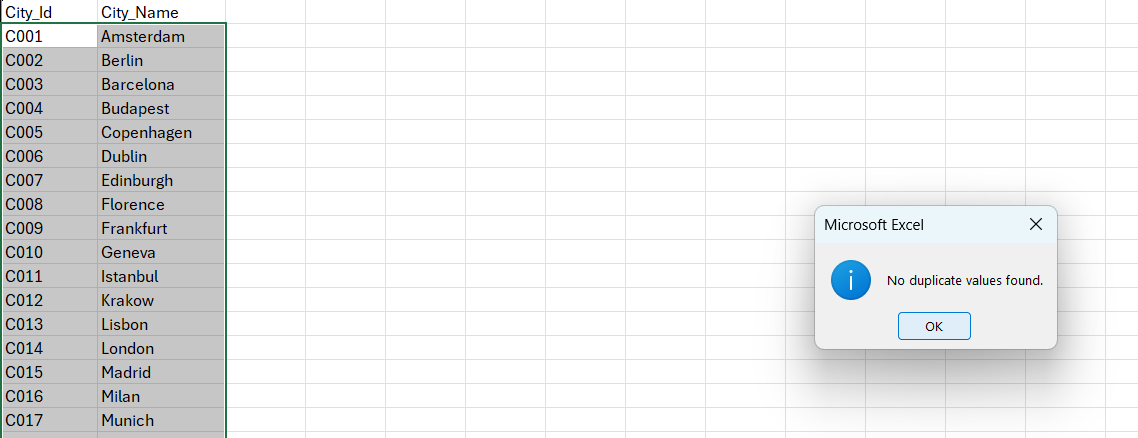 City_Id City_Name
C001 Amsterdam
C002 Berlin
C003 Barcelona
C004 Budapest
C005 Copenhagen
C006 Dublin
C007 Edinburgh
C008 Florence
C009 Frankfurt
C010 Geneva
C011 Istanbul
C012 Krakow
C013 Lisbon
C014 London
C015 Madrid
C016 Milan
C017 Munich
Microsoft Excel
No duplicate values found.
OK